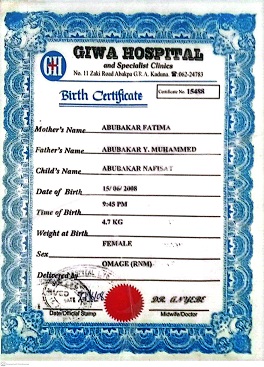 GIWA HOSPITAL
and Specialist Clinics
No. 11 Zaki Road Abakpa G.R.A. Kaduna. ☎:062-24783
Birth Certificate
Certificate No. 15488
Mother's Name ABUBAKAR FATIMA
Father's Name ABUBAKAR Y. MUHAMMED
Child's Name ABUBAKAR NAFISAT
Date of Birth 15/ 06/ 2008
Time of Birth 9:45 PM
Weight at Birth 4.7 KG
Sex FEMALE
Delivered by OMAGE (RNM)
DR. ANYEBE
Date/Official Stamp Midwife/Doctor